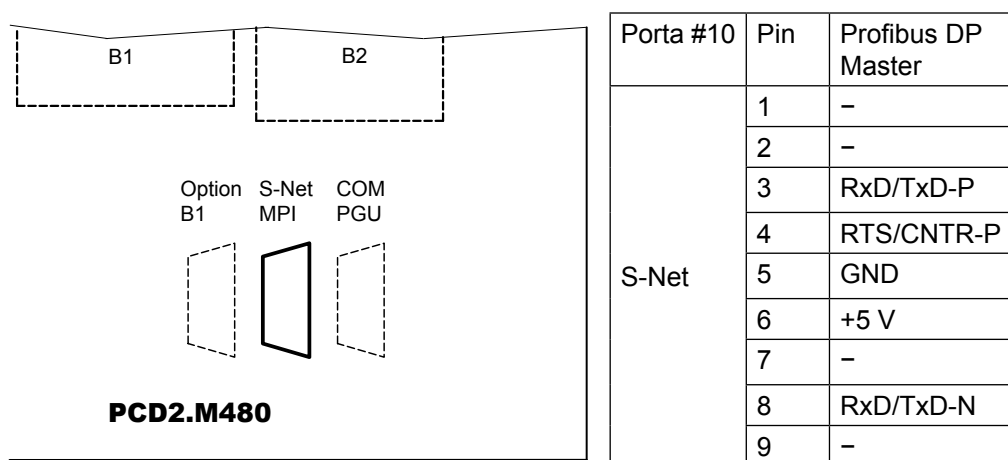 B1
B2
Option S-Net COM
B1 MPI PGU
PCD2.M480
Porta #10 Pin Profibus DP
Master
S-Net
1 −
2 −
3 RxD/TxD-P
4 RTS/CNTR-P
5 GND
6 +5 V
7 −
8 RxD/TxD-N
9 −